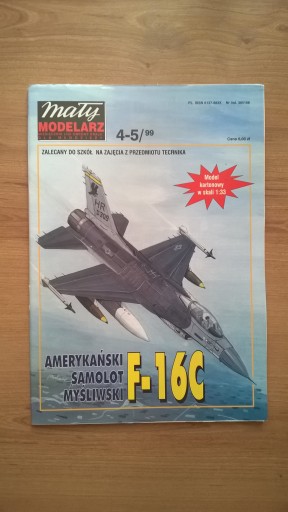 mały
MODELARZ
4-5/99
ZALECANY DO SZKÓŁ NA ZAJĘCIA Z PRZEDMIOTU TECHNIKA
Model
kartonowy
w skali 1:33
HR
AMERYKAŃSKI
SAMOLOT
MYŚLIWSKI
F-16C